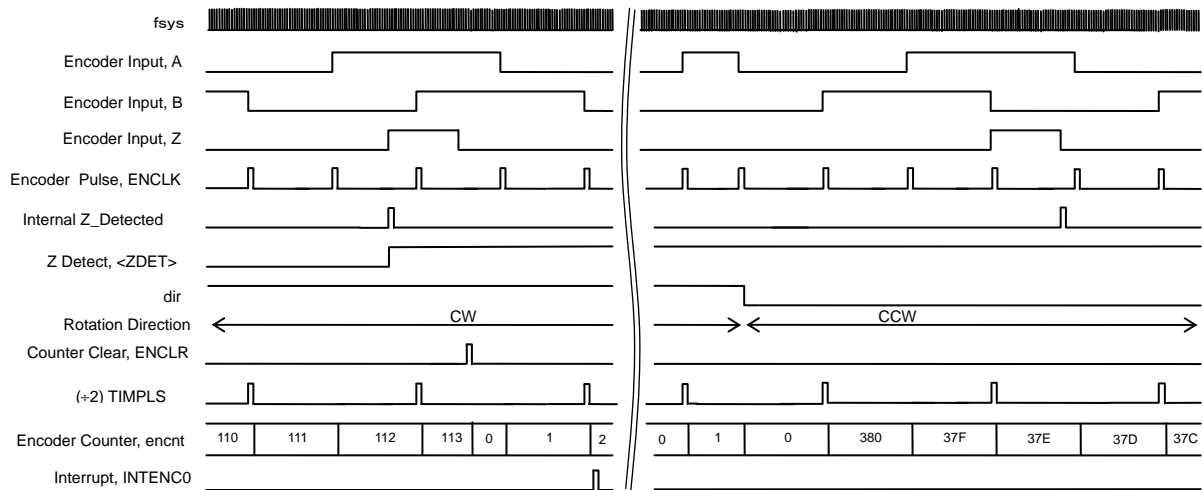 fsys
Encoder Input, A
Encoder Input, B
Encoder Input, Z
Encoder Pulse, ENCLK
Internal Z_Detected
Z Detect, <ZDET>
dir
Rotation Direction CW CCW
Counter Clear, ENCLR
(÷2) TIMPLS
Encoder Counter, encnt 110 111 112 113 0 1 2 0 1 0 380 37F 37E 37D 37C
Interrupt, INTENC0